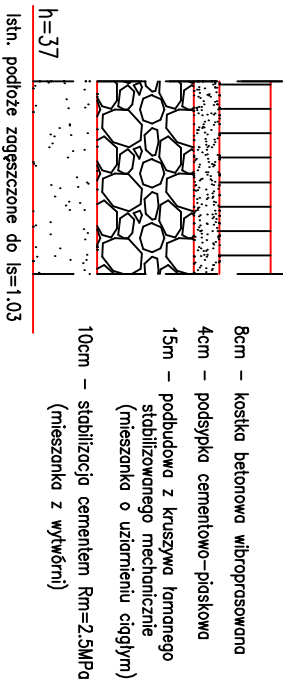 8cm – kostka betonowa wibroprasowana
4cm – podsypka cementowo–piaskowa
15m – podbudowa z kruszywa łamanego
stabilizowanego mechanicznie
(mieszanka o uziarnieniu ciągłym)
10cm – stabilizacja cementem Rm=2.5MPa
(mieszanka z wytwórni)
h=37
Istn. podłoże zagęszczone do Is=1.03